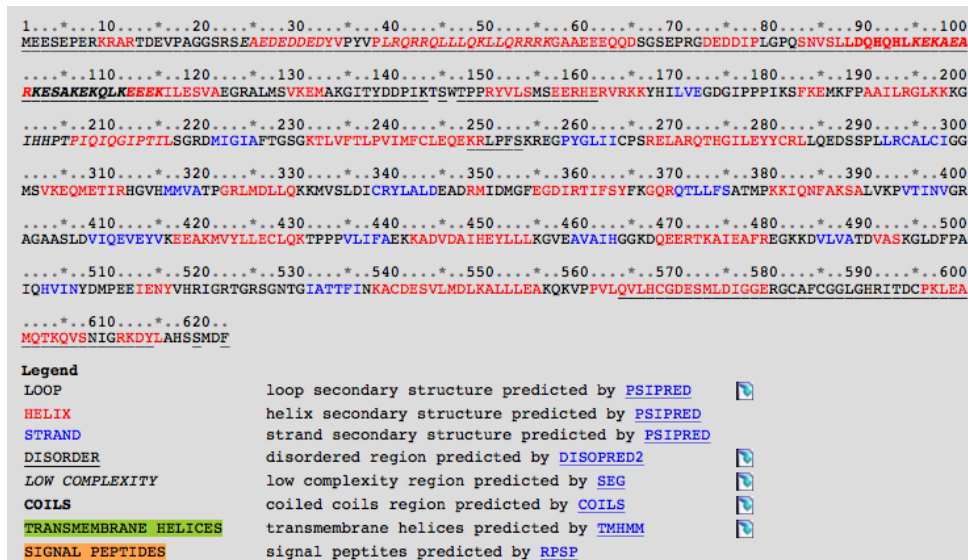 1...*...10....*...20....*...30....*...40....*...50....*...60....*...70....*...80....*...90....*..100
MEESEPERKRARTDEVPAGGSRSEAEDEDDEDYVPYVPLRQRRQLLLQKLLQRRRKGAAEEEQQDSGSEPRGDEDDIPLGPQSNVSLLDQHQHLKEKAEA
....*..110....*..120....*..130....*..140....*..150....*..160....*..170....*..180....*..190....*..200
RKESAKEKQLKEEEKILESVAEGRALMSVKEMAKGITYDDPIKTSWTPPRYVLSMSEERHERVRKKYHILVEGDGIPPPIKSFKEMKFPAAILRGLKKKG
....*..210....*..220....*..230....*..240....*..250....*..260....*..270....*..280....*..290....*..300
IHHPTPIQIQGIPTILSGRDMIGIAFTGSGKTLVFTLPVIMFCLEQEKRLPFSKREGPYGLIICPSRELARQTHGILEYYCRLLQEDSSPLLRCALCIGG
....*..310....*..320....*..330....*..340....*..350....*..360....*..370....*..380....*..390....*..400
MSVKEQMETIRHGVHMMVATPGRLMDLLQKKMVSLDICRYLALDEADRMIDMGFEGDIRTIFSYFKGQRQTLLFSATMPKKIQNFAKSALVKPVTINVGR
....*..410....*..420....*..430....*..440....*..450....*..460....*..470....*..480....*..490....*..500
AGAASLDVIQEVEYVKEEAKMVYLLECLQKTPPPVLIFAEKKADVDAIHEYLLLKGVEAVAIHGGKDQEERTKAIEAFREGKKDVLVATDVASKGLDFPA
....*..510....*..520....*..530....*..540....*..550....*..560....*..570....*..580....*..590....*..600
IQHVINYDMPEEIENYVHRIGRTGRSGNTGIATTFINKACDESVLMDLKALLLEAKQKVPPVLQVLHCGDESMLDIGGERGCAFCGGLGHRITDCPKLEA
....*..610....*..620..
MQTKQVSNIGRKDYLAHSSMDF
Legend
LOOP loop secondary structure predicted by PSIPRED
HELIX helix secondary structure predicted by PSIPRED
STRAND strand secondary structure predicted by PSIPRED
DISORDER disordered region predicted by DISOPRED2
LOW COMPLEXITY low complexity region predicted by SEG
COILS coiled coils region predicted by COILS
TRANSMEMBRANE HELICES transmembrane helices predicted by TMHMM
SIGNAL PEPTIDES signal peptites predicted by RPSP